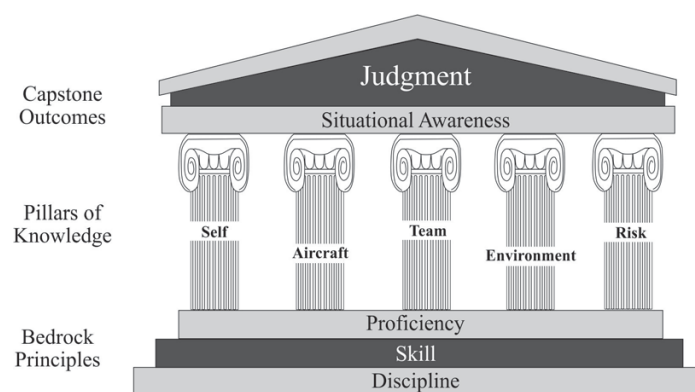 Judgment
Capstone
Outcomes
Situational Awareness
Pillars of
Knowledge
Self
Aircraft
Team
Environment
Risk
Bedrock
Principles
Proficiency
Skill
Discipline